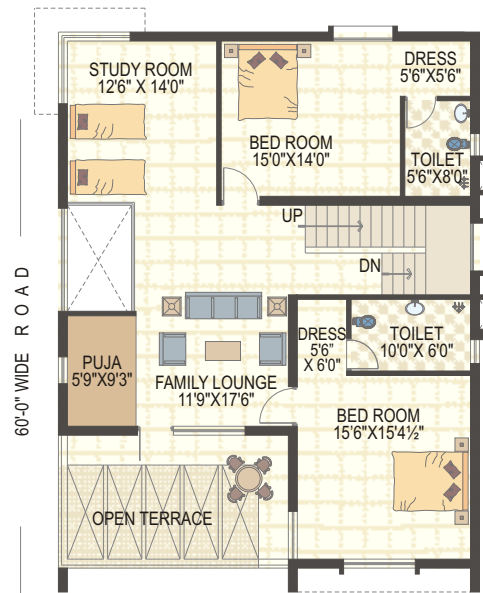 STUDY ROOM
12'6" X 14'0"
DRESS
5'6"X5'6"
BED ROOM
15'0"X14'0"
TOILET
5'6"X8'0"
UP
DN
60'-0" WIDE ROAD
PUJA
5'9"X9'3"
FAMILY LOUNGE
11'9"X17'6"
DRESS
5'6"
X 6'0"
TOILET
10'0"X 6'0"
BED ROOM
15'6"X15'4½"
OPEN TERRACE